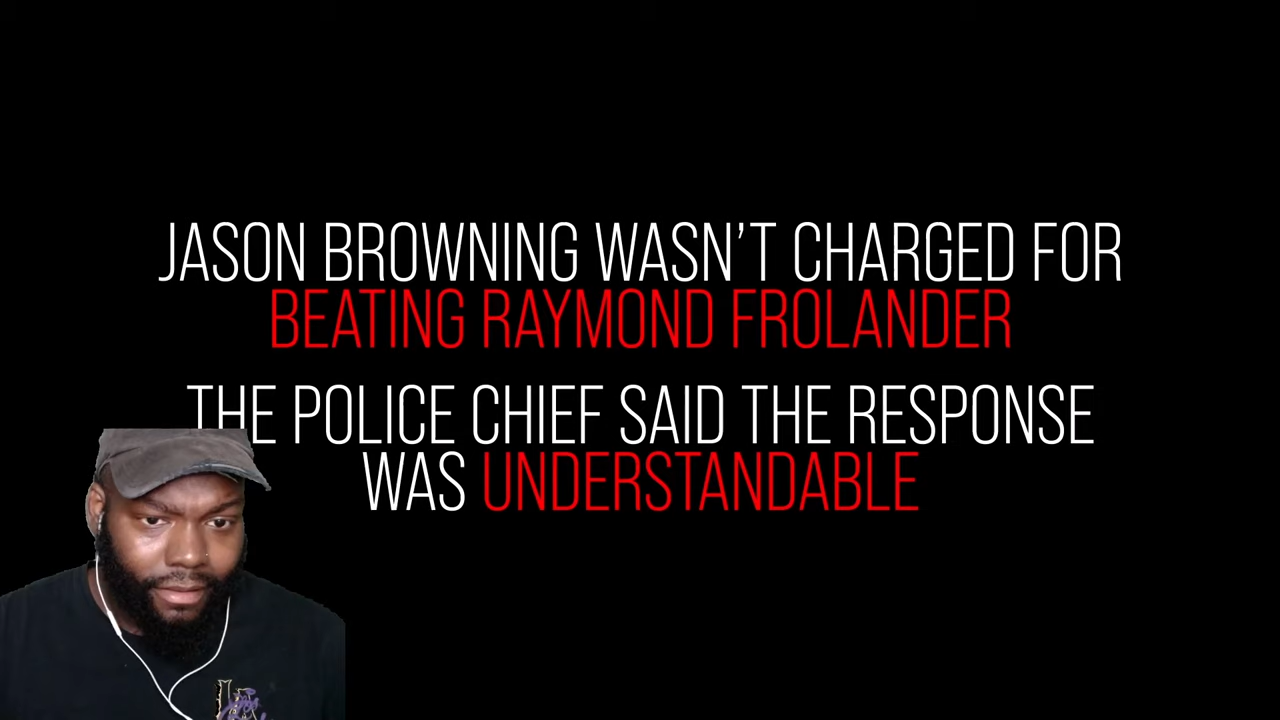 JASON BROWNING WASN'T CHARGED FOR
BEATING RAYMOND FROLANDER
THE POLICE CHIEF SAID THE RESPONSE
WAS UNDERSTANDABLE